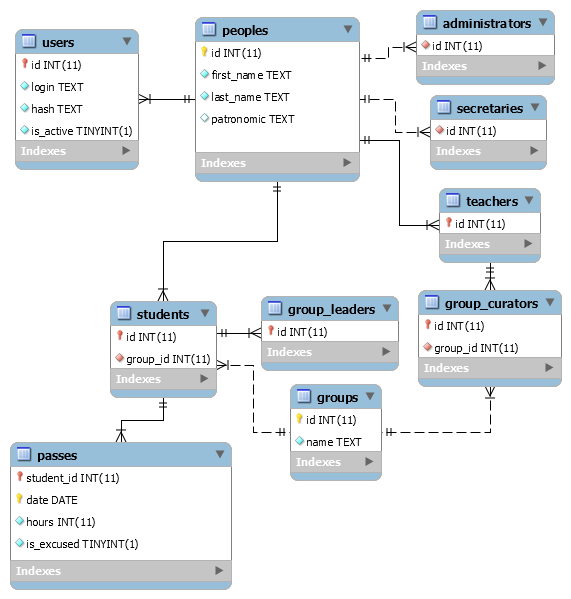 users
id INT(11)
login TEXT
hash TEXT
is_active TINYINT(1)
Indexes
peoples
id INT(11)
first_name TEXT
last_name TEXT
patronomic TEXT
Indexes
administrators
id INT(11)
Indexes
secretaries
id INT(11)
Indexes
teachers
id INT(11)
Indexes
students
id INT(11)
group_id INT(11)
Indexes
group_leaders
id INT(11)
Indexes
group_curators
id INT(11)
group_id INT(11)
Indexes
groups
id INT(11)
name TEXT
Indexes
passes
student_id INT(11)
date DATE
hours INT(11)
is_excused TINYINT(1)
Indexes